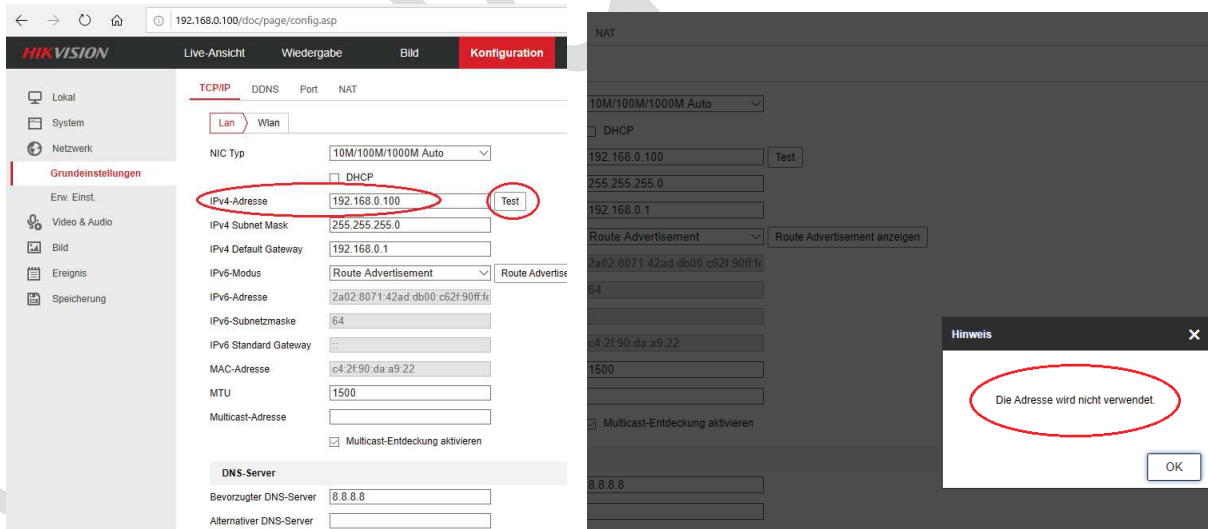 192.168.0.100/doc/page/config.asp
HIKVISION Live-Ansicht Wiedergabe Bild Konfiguration
Lokal
System
Netzwerk
Grundeinstellungen
Erw. Einst.
Video & Audio
Bild
Ereignis
Speicherung
TCP/IP DDNS Port NAT
Lan Wlan
NIC Typ 10M/100M/1000M Auto
DHCP
IPv4-Adresse 192.168.0.100 Test
IPv4 Subnet Mask 255.255.255.0
IPv4 Default Gateway 192.168.0.1
IPv6-Modus Route Advertisement Route Advertise
IPv6-Adresse 2a02:8071:42ad:db00:c62f:90ff:fe
IPv6-Subnetzmaske 64
IPv6 Standard Gateway ::
MAC-Adresse c4:2f:90:da:a9:22
MTU 1500
Multicast-Adresse
Multicast-Entdeckung aktivieren
DNS-Server
Bevorzugter DNS-Server 8.8.8.8
Alternativer DNS-Server
NAT
10M/100M/1000M Auto
DHCP
192.168.0.100 Test
255.255.255.0
192.168.0.1
Route Advertisement Route Advertisement anzeigen
2a02:8071:42ad:db00:c62f:90ff:fe
64
::
c4:2f:90:da:a9:22
1500
Multicast-Entdeckung aktivieren
8.8.8.8
Hinweis
Die Adresse wird nicht verwendet.
OK